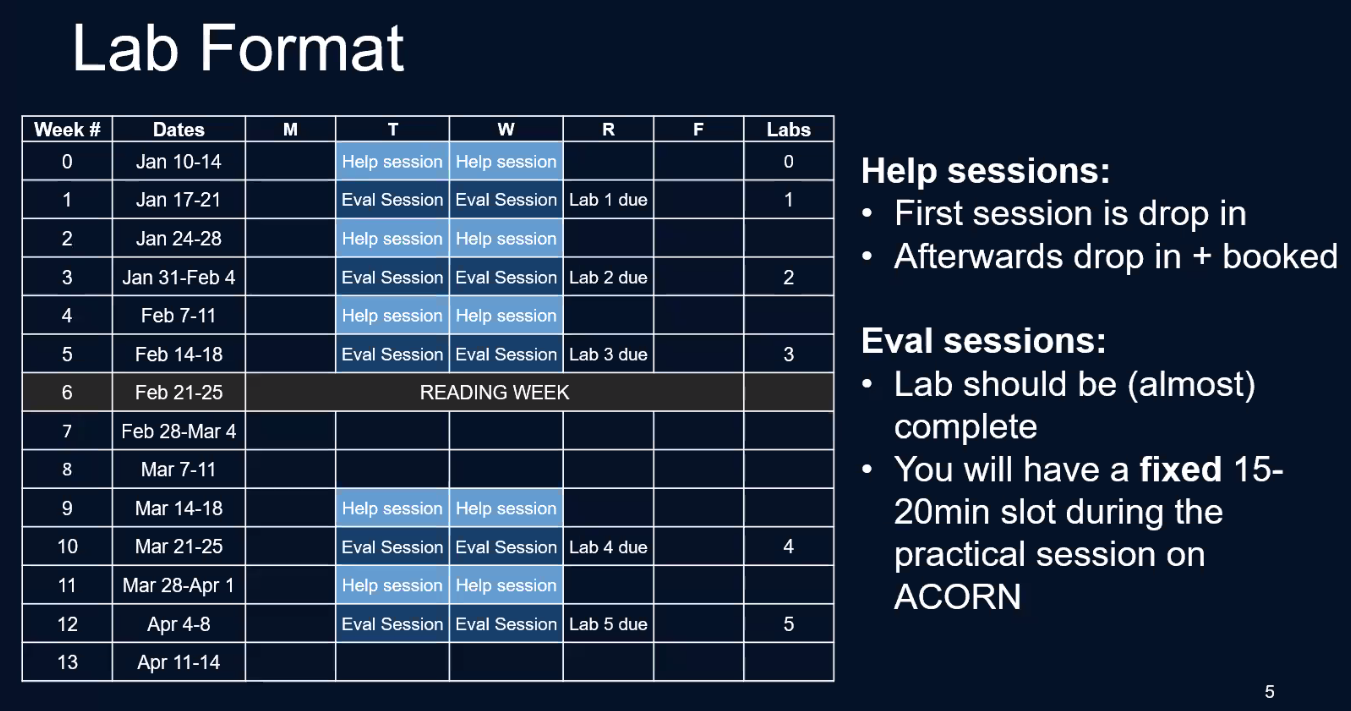 Lab Format
Week # Dates M T W R F Labs
0 Jan 10-14 Help session Help session 0
1 Jan 17-21 Eval Session Eval Session Lab 1 due 1
2 Jan 24-28 Help session Help session
3 Jan 31-Feb 4 Eval Session Eval Session Lab 2 due 2
4 Feb 7-11 Help session Help session
5 Feb 14-18 Eval Session Eval Session Lab 3 due 3
6 Feb 21-25 READING WEEK
7 Feb 28-Mar 4
8 Mar 7-11
9 Mar 14-18 Help session Help session
10 Mar 21-25 Eval Session Eval Session Lab 4 due 4
11 Mar 28-Apr 1 Help session Help session
12 Apr 4-8 Eval Session Eval Session Lab 5 due 5
13 Apr 11-14
Help sessions:
• First session is drop in
• Afterwards drop in + booked
Eval sessions:
• Lab should be (almost)
complete
• You will have a fixed 15-
20min slot during the
practical session on
ACORN
5